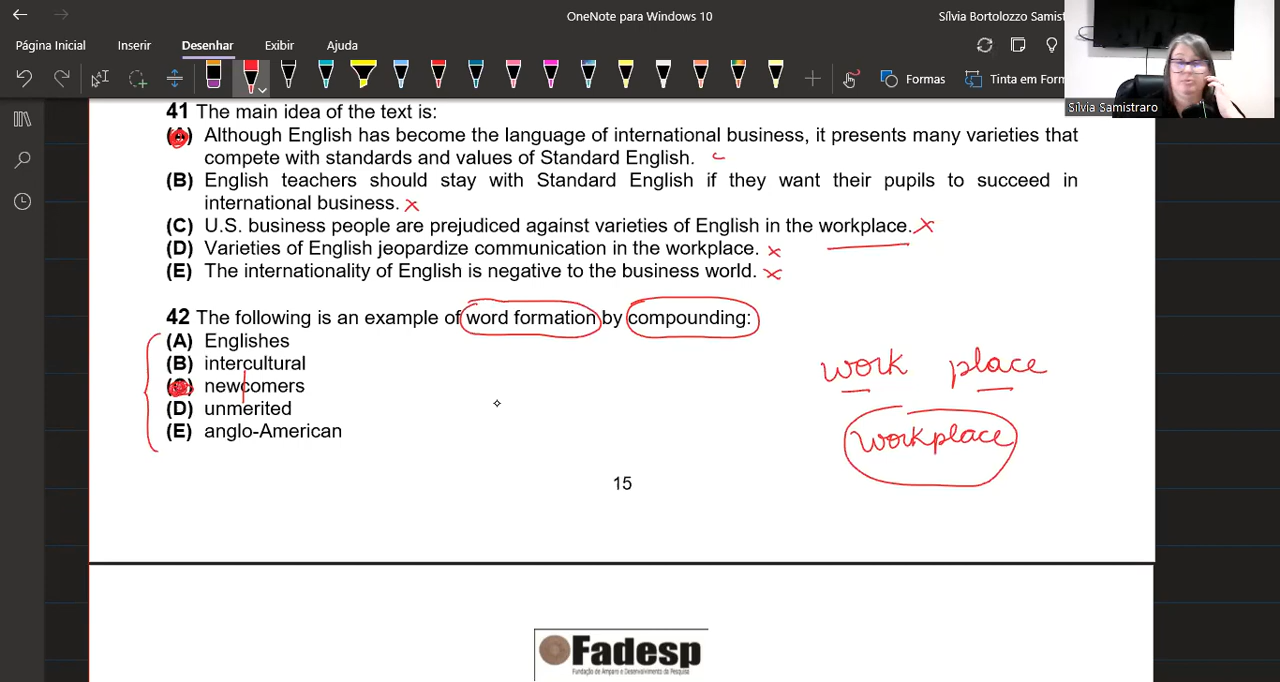 OneNote para Windows 10
Sílvia Bortolozzo Samist
Página Inicial Inserir Desenhar Exibir Ajuda
Formas Tinta em Form
Sílvia Samistraro
41 The main idea of the text is:
(A) Although English has become the language of international business, it presents many varieties that
compete with standards and values of Standard English.
(B) English teachers should stay with Standard English if they want their pupils to succeed in
international business.
(C) U.S. business people are prejudiced against varieties of English in the workplace.
(D) Varieties of English jeopardize communication in the workplace.
(E) The internationality of English is negative to the business world.
42 The following is an example of word formation by compounding:
(A) Englishes
(B) intercultural
(C) newcomers
(D) unmerited
(E) anglo-American
work place
workplace
15
Fadesp
Fundação de Amparo e Desenvolvimento da Pesquisa